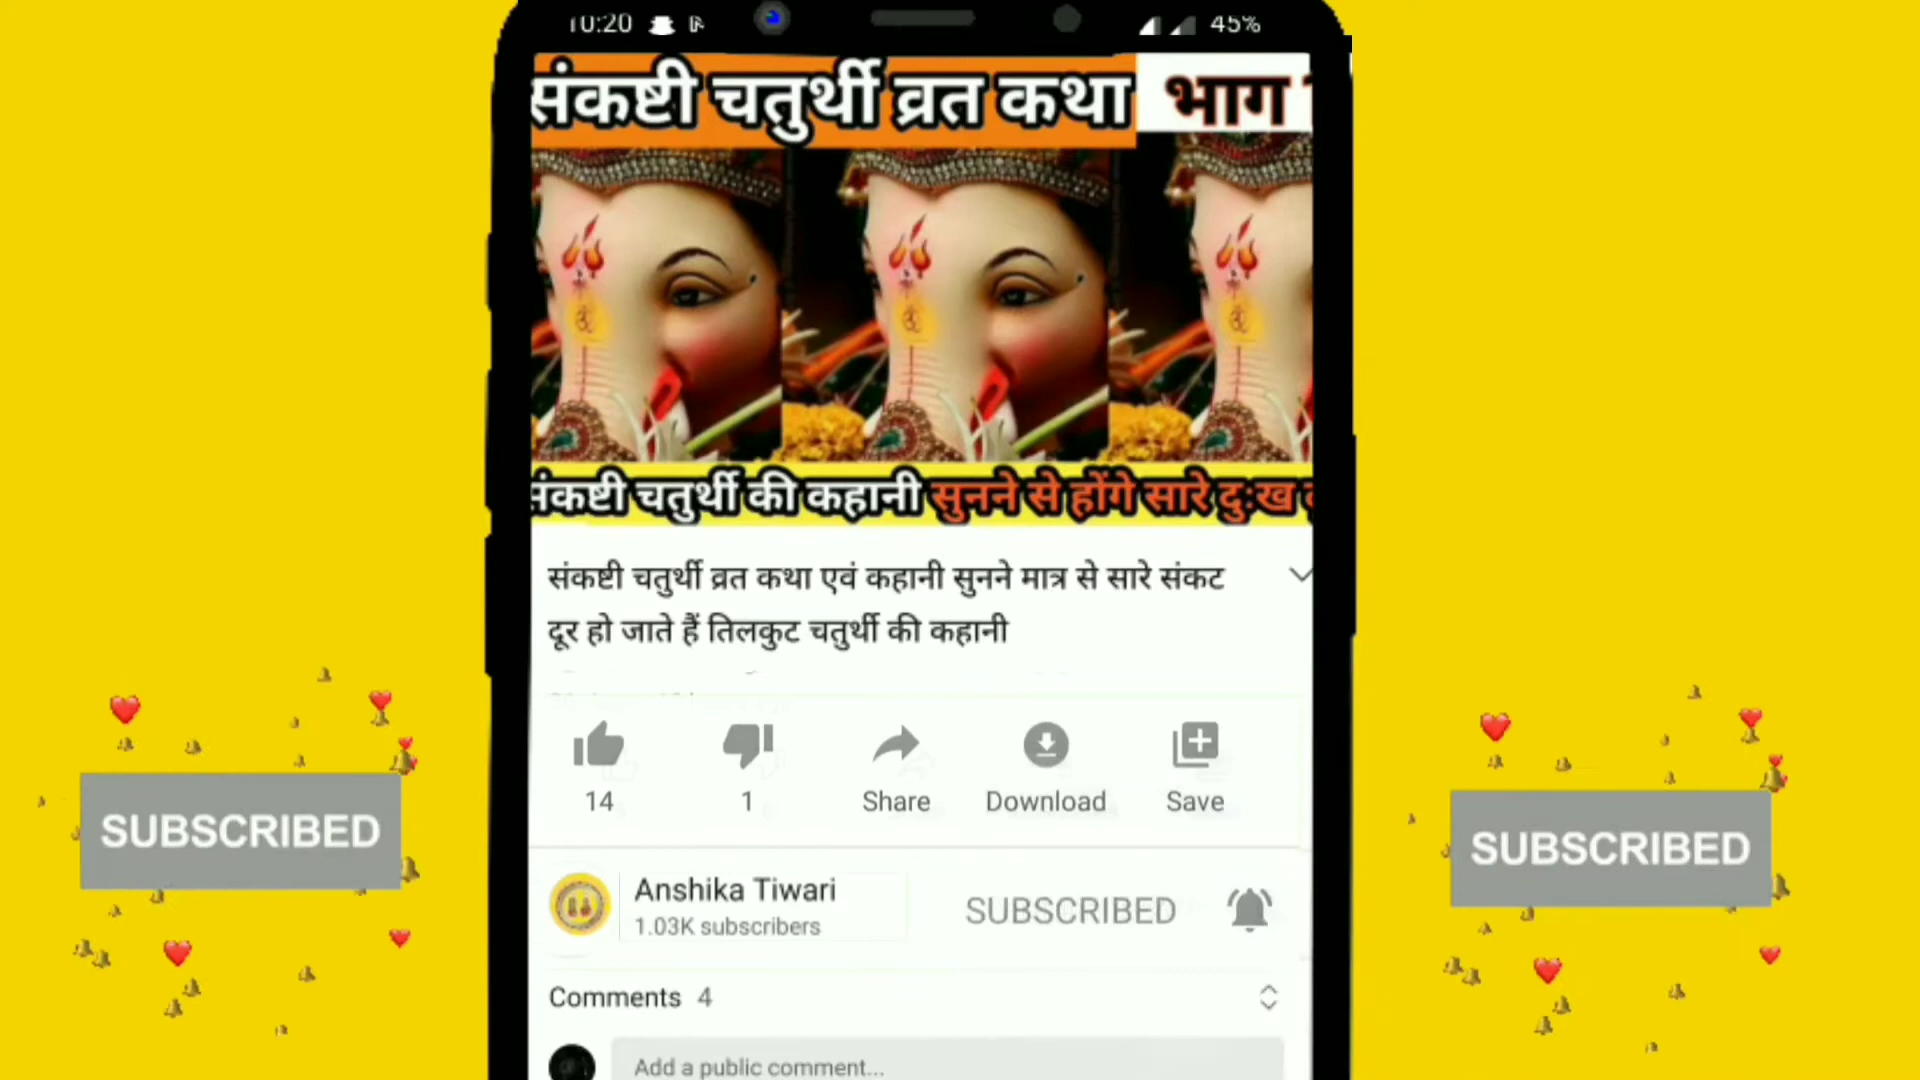 10:20 45%
संकष्टी चतुर्थी व्रत कथा भाग
संकष्टी चतुर्थी की कहानी सुनने से होंगे सारे दुःख
संकष्टी चतुर्थी व्रत कथा एवं कहानी सुनने मात्र से सारे संकट
दूर हो जाते हैं तिलकुट चतुर्थी की कहानी
14 1 Share Download Save
SUBSCRIBED
SUBSCRIBED
Anshika Tiwari
1.03K subscribers
SUBSCRIBED
Comments 4
Add a public comment...